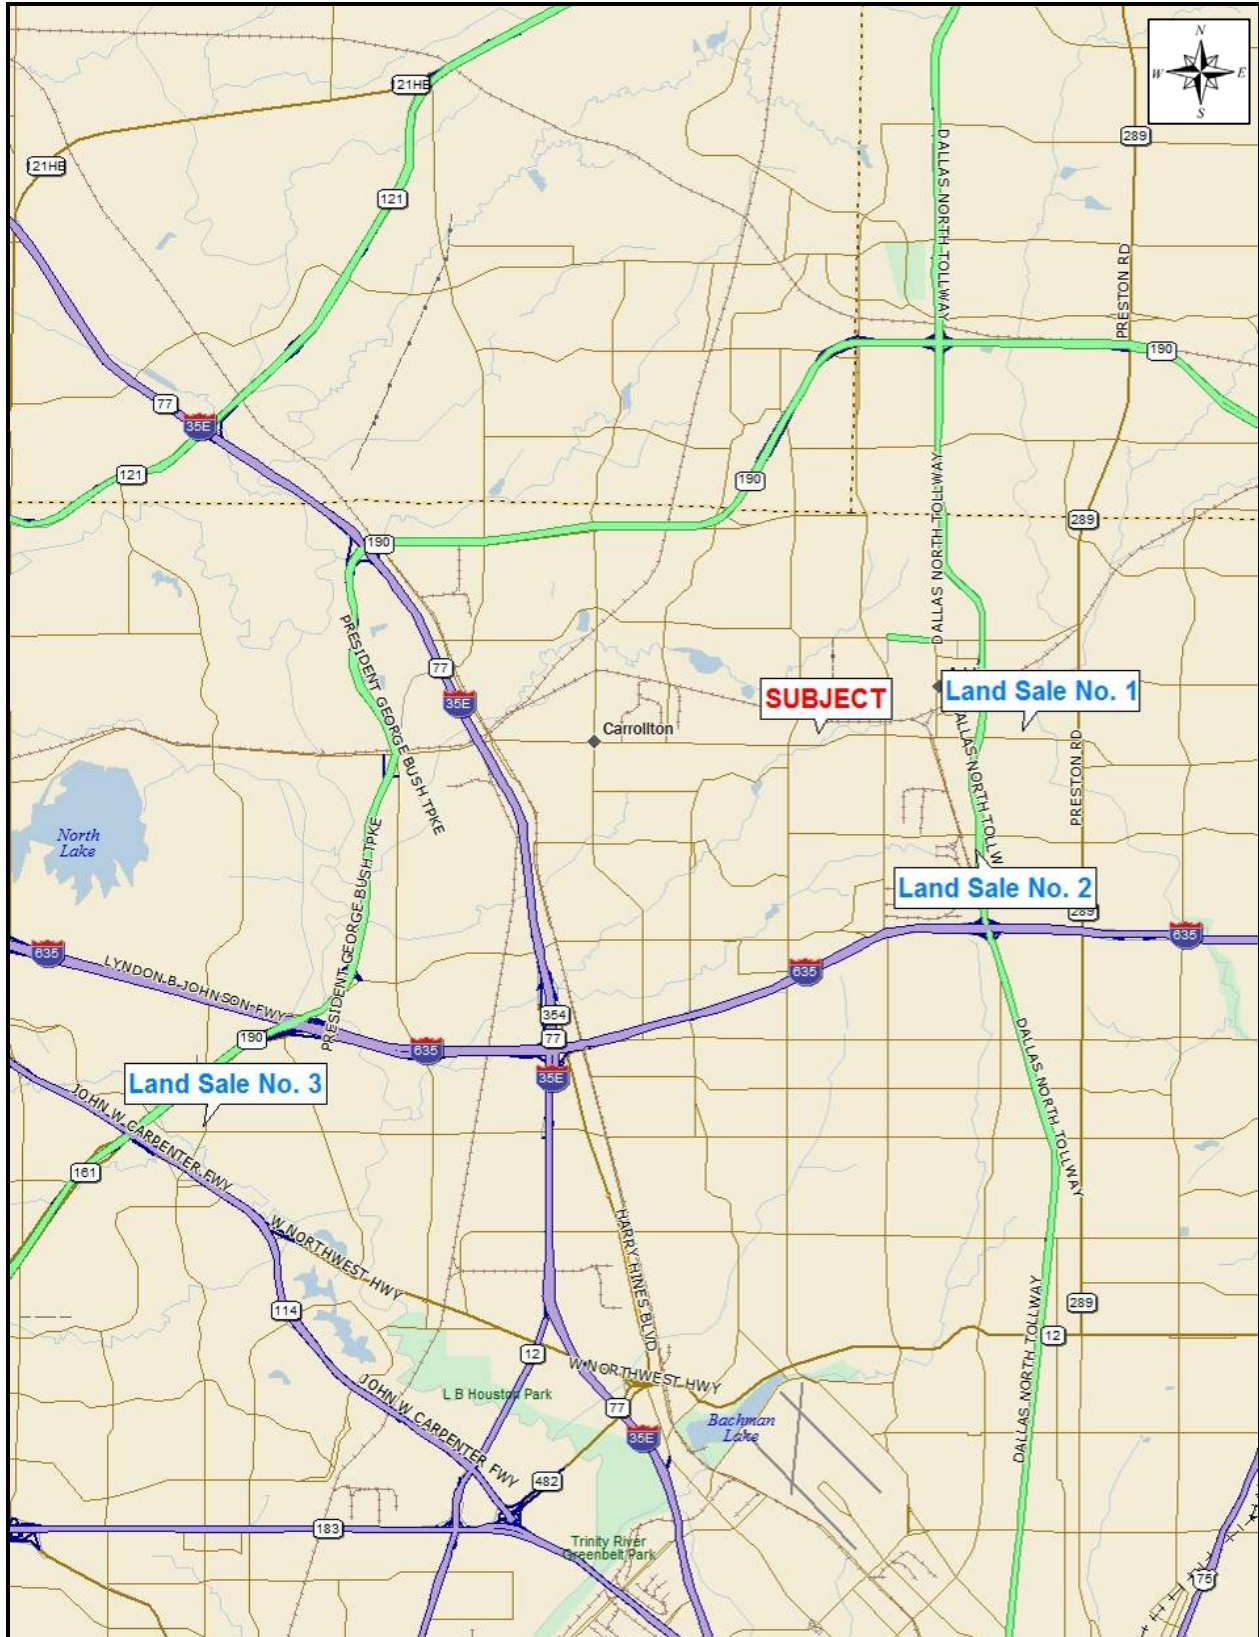 N
W E
S
121HB
121HB
121
289
DALLAS NORTH TOLLWAY
PRESTON RD
190
77
35E
121
190
DALLAS NORTH TOLLWAY
289
190
PRESIDENT GEORGE BUSH TPKE
77
35E
SUBJECT
Land Sale No. 1
Carrollton
DALLAS NORTH TOLLW
PRESTON RD
North
Lake
PRESIDENT GEORGE BUSH TPKE
Land Sale No. 2
289
635
LYNDON B JOHNSON FWY
635
635
354
190
77
635
35E
Land Sale No. 3
JOHN W CARPENTER FWY
161
DALLAS NORTH TOLLWAY
W NORTHWEST HWY
HARRY HINES BLVD
114
289
12
DALLAS NORTH TOLLWAY
12
W NORTHWEST HWY
L B Houston Park
JOHN W CARPENTER FWY
77
Bachman
Lake
35E
482
183
Trinity River
Greenbelt Park
75